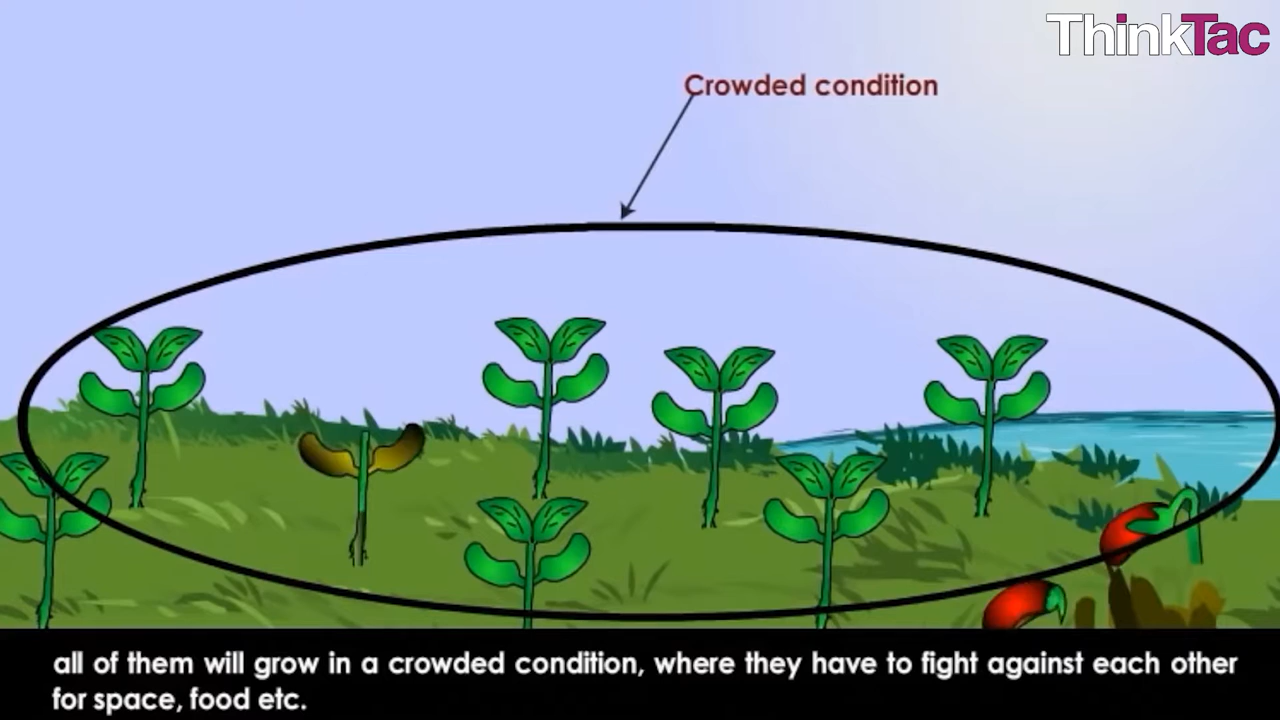 ThinkTac
Crowded condition
all of them will grow in a crowded condition, where they have to fight against each other
for space, food etc.